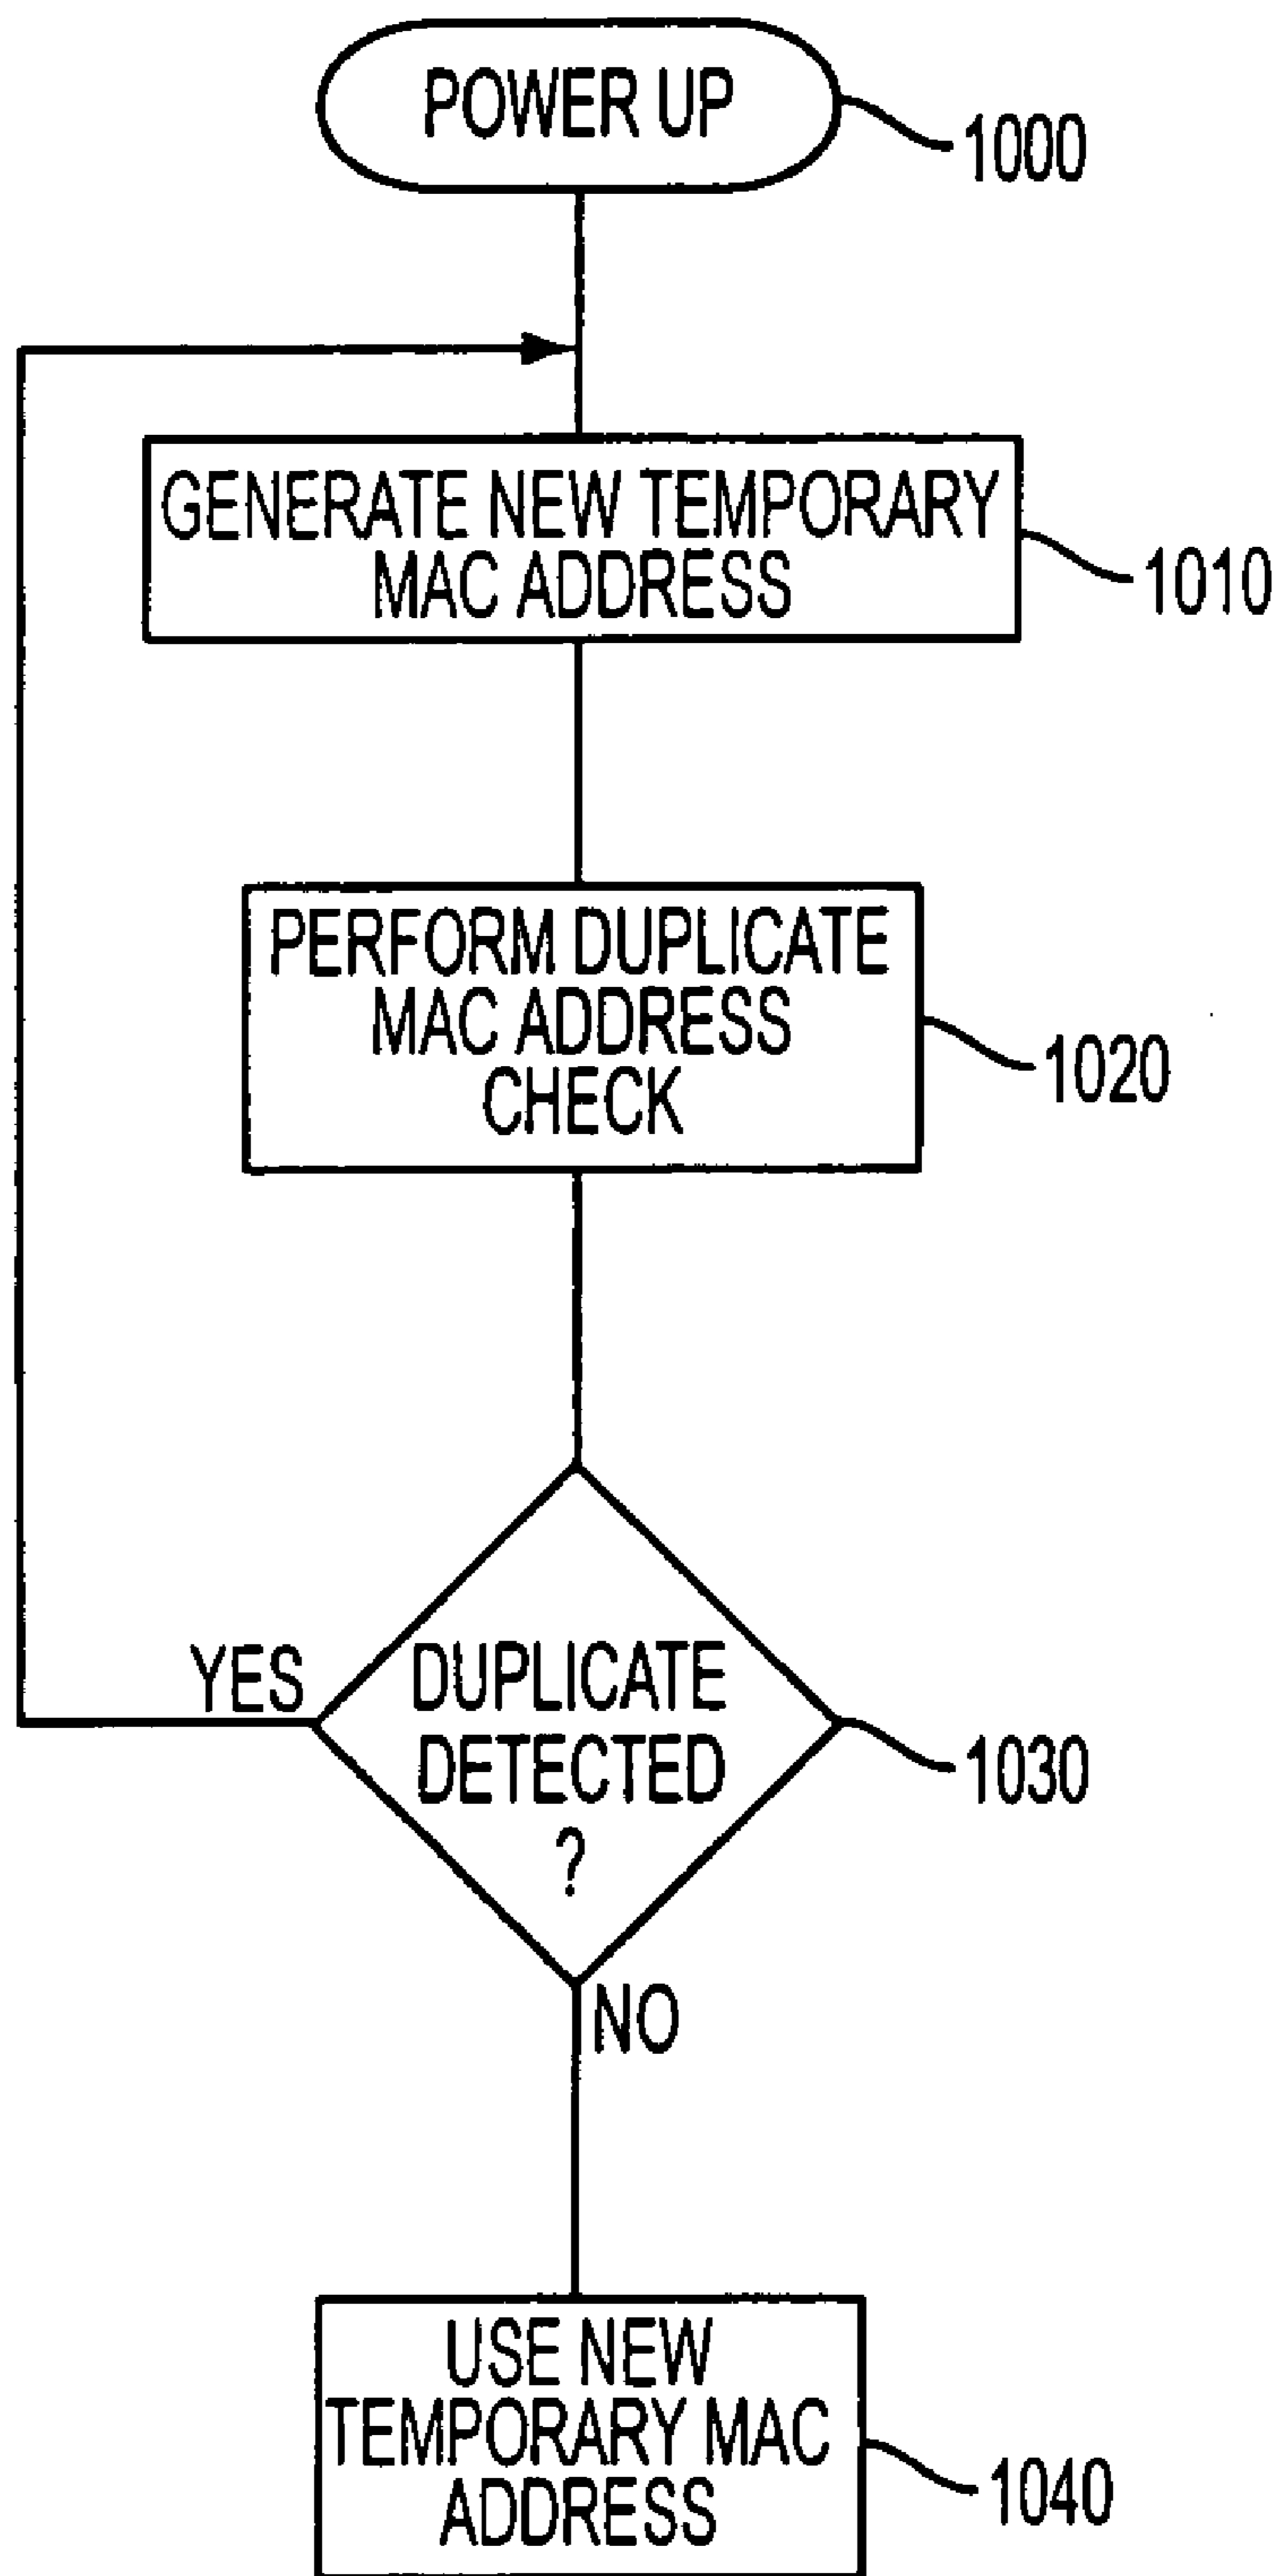 POWER UP
1000
GENERATE NEW TEMPORARY
MAC ADDRESS
1010
PERFORM DUPLICATE
MAC ADDRESS
CHECK
1020
YES
DUPLICATE
DETECTED
?
1030
NO
USE NEW
TEMPORARY MAC
ADDRESS
1040